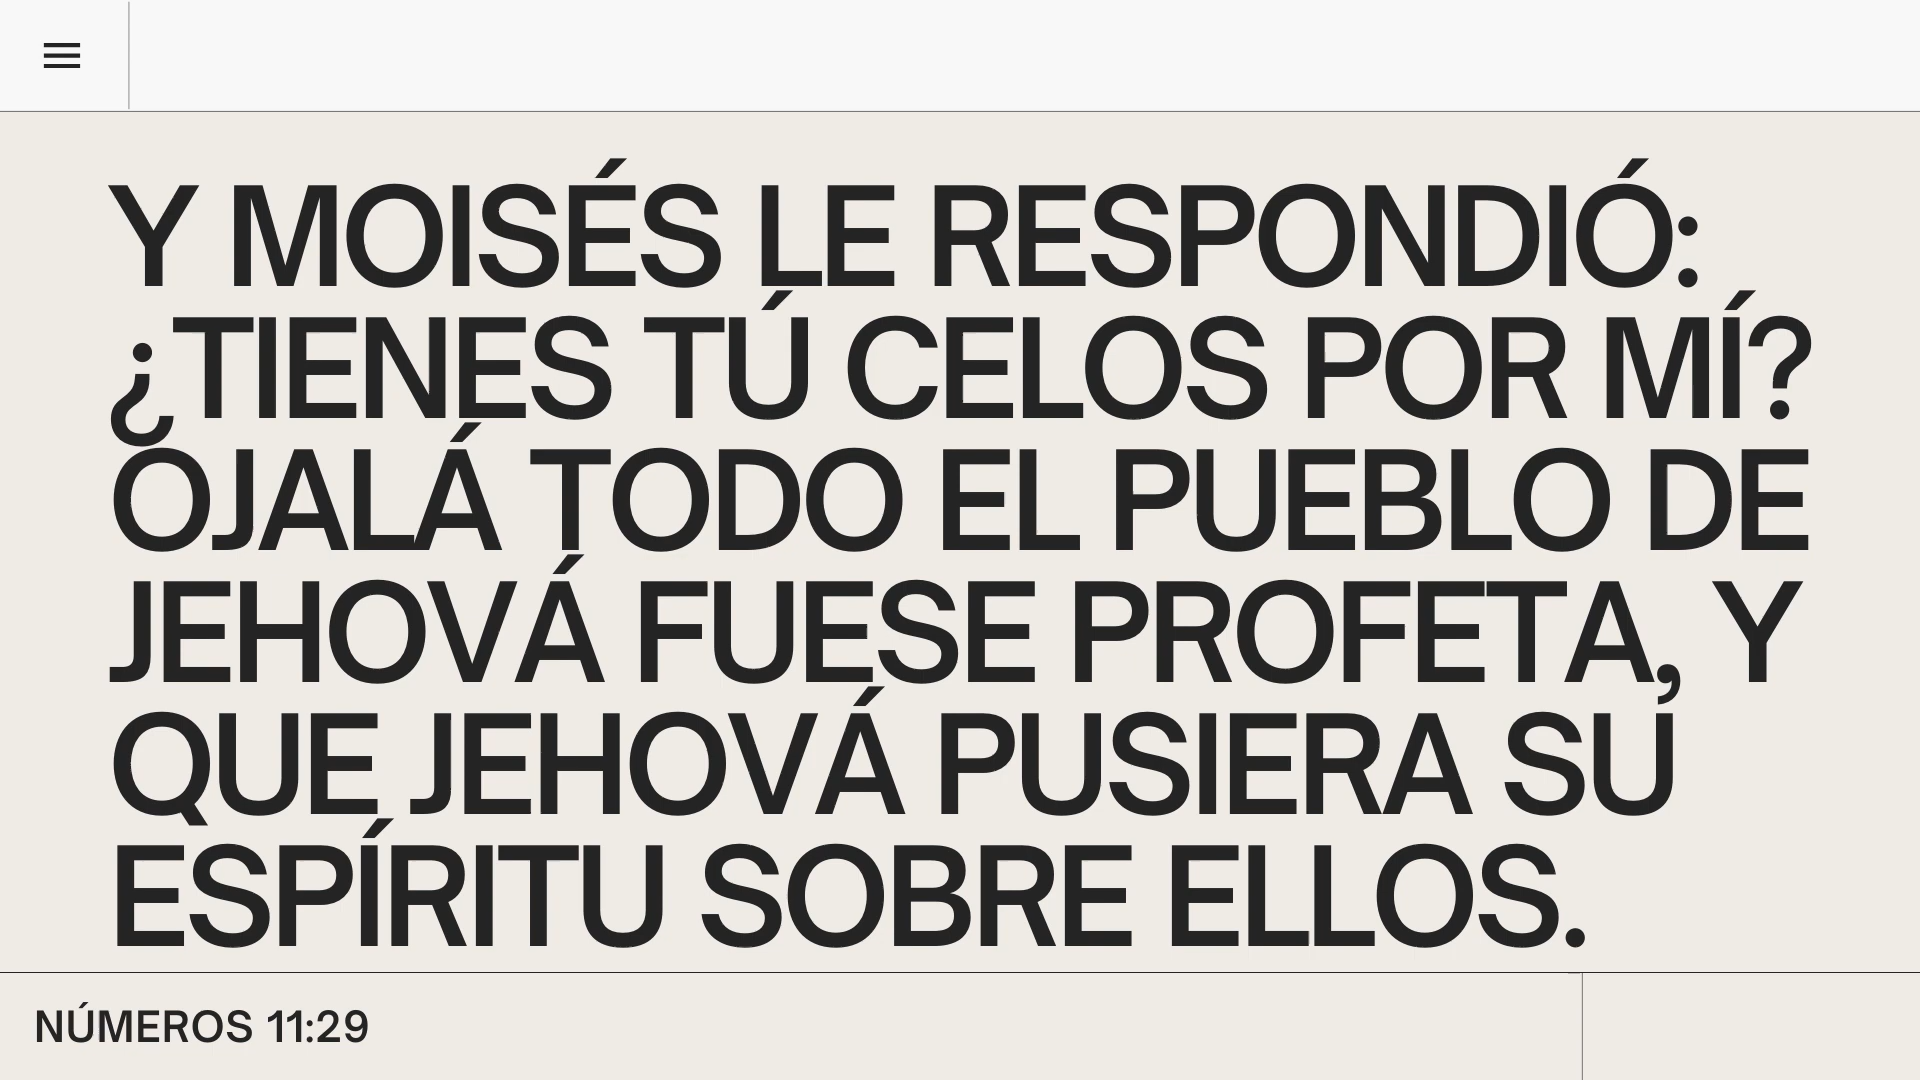 Y MOISÉS LE RESPONDIÓ:
¿TIENES TÚ CELOS POR MÍ?
OJALÁ TODO EL PUEBLO DE
JEHOVÁ FUESE PROFETA, Y
QUE JEHOVÁ PUSIERA SU
ESPÍRITU SOBRE ELLOS.
NÚMEROS 11:29